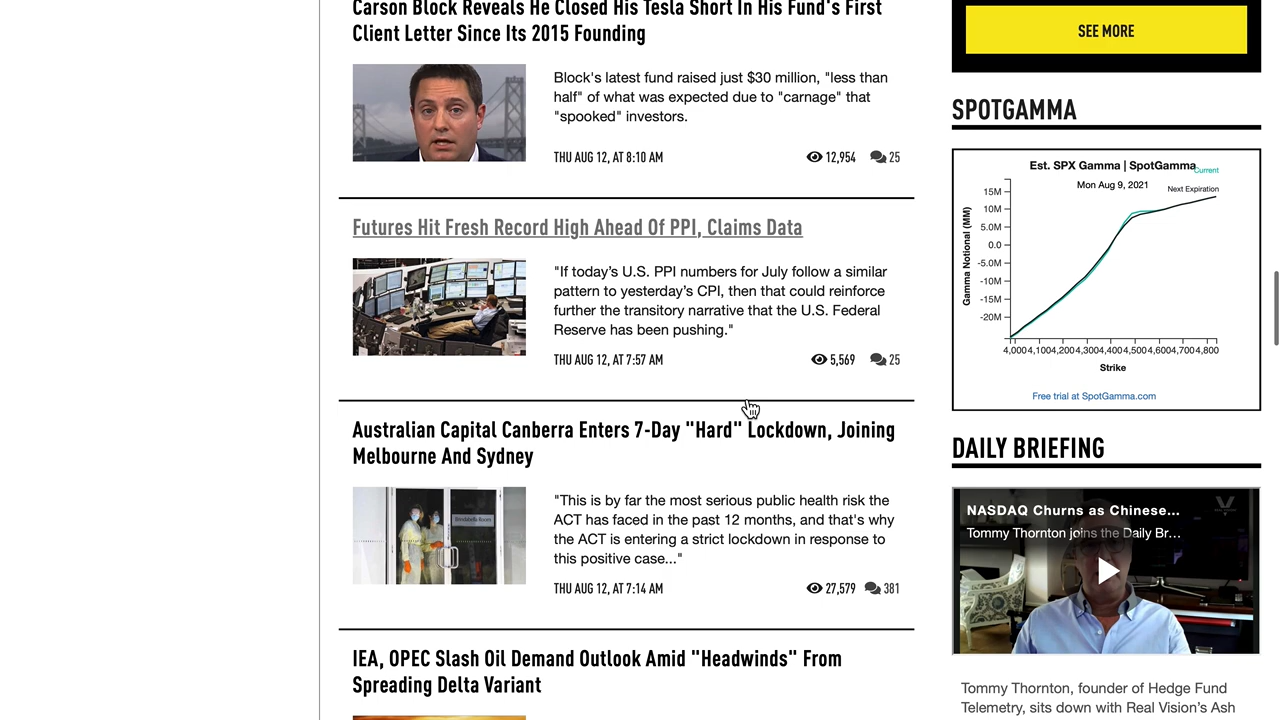 Carson Block Reveals He Closed His Tesla Short In His Fund's First
Client Letter Since Its 2015 Founding
Block's latest fund raised just $30 million, "less than
half" of what was expected due to "carnage" that
"spooked" investors.
THU AUG 12, AT 8:10 AM
12,954
25
Futures Hit Fresh Record High Ahead Of PPI, Claims Data
"If today's U.S. PPI numbers for July follow a similar
pattern to yesterday's CPI, then that could reinforce
further the transitory narrative that the U.S. Federal
Reserve has been pushing."
THU AUG 12, AT 7:57 AM
5,569
25
Australian Capital Canberra Enters 7-Day "Hard" Lockdown, Joining
Melbourne And Sydney
"This is by far the most serious public health risk the
ACT has faced in the past 12 months, and that's why
the ACT is entering a strict lockdown in response to
this positive case..."
THU AUG 12, AT 7:14 AM
27,579
381
IEA, OPEC Slash Oil Demand Outlook Amid "Headwinds" From
Spreading Delta Variant
SEE MORE
SPOTGAMMA
Est. SPX Gamma | SpotGamma
Current
Mon Aug 9, 2021
Next Expiration
15M
10M
5.0M
0.0
-5.0M
-10M
-15M
-20M
Gamma Notional (MM)
4,000 4,100 4,200 4,300 4,400 4,500 4,600 4,700 4,800
Strike
Free trial at SpotGamma.com
DAILY BRIEFING
NASDAQ Churns as Chinese...
Tommy Thornton joins the Daily Br...
Tommy Thornton, founder of Hedge Fund
Telemetry, sits down with Real Vision's Ash